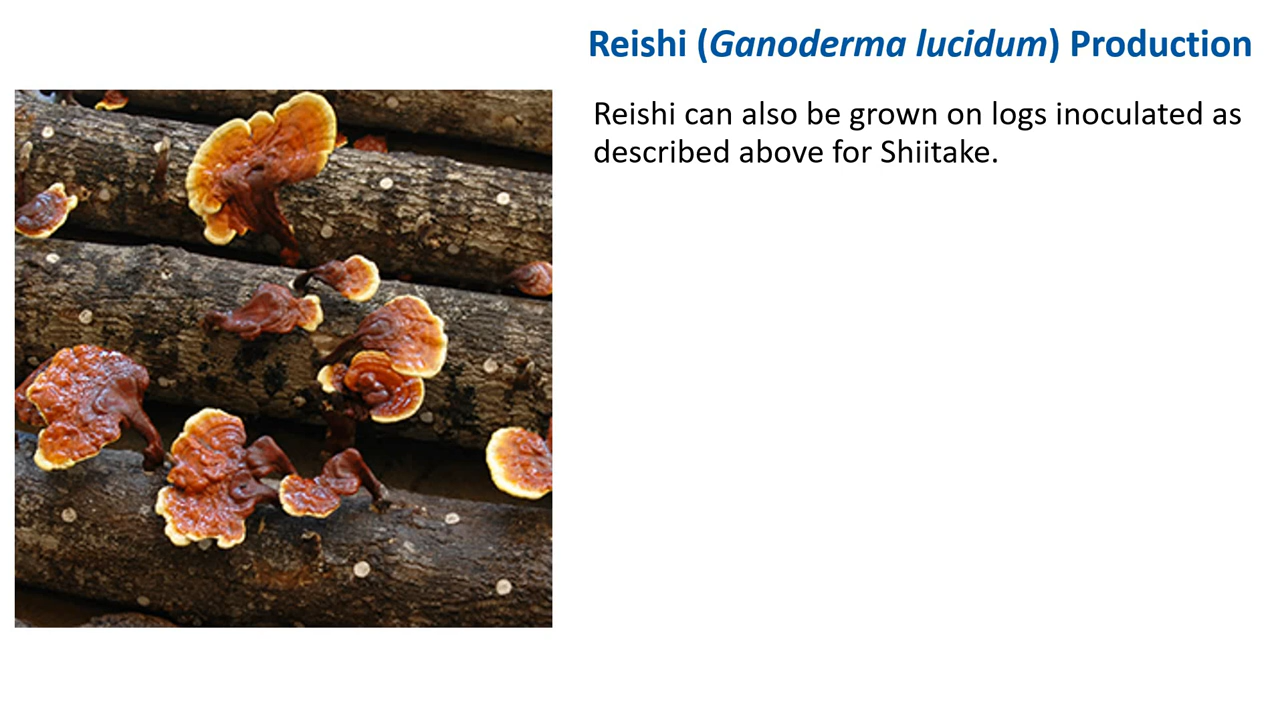 Reishi (Ganoderma lucidum) Production
Reishi can also be grown on logs inoculated as
described above for Shiitake.